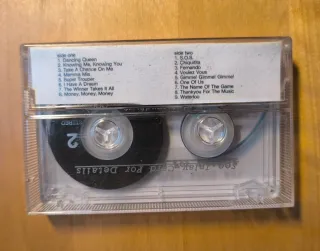 side one
1. Dancing Queen
2. Knowing Me, Knowing You
3. Take A Chance On Me
4. Mamma Mia
5. Super Trouper
6. I Have A Dream
7. The Winner Takes It All
8. Money, Money, Money
side two
1. S.O.S.
2. Chiquitita
3. Fernando
4. Voulez Vous
5. Gimme! Gimme! Gimme!
6. One Of Us
7. The Name Of The Game
8. Thankyou For The Music
9. Waterloo
2
For Details